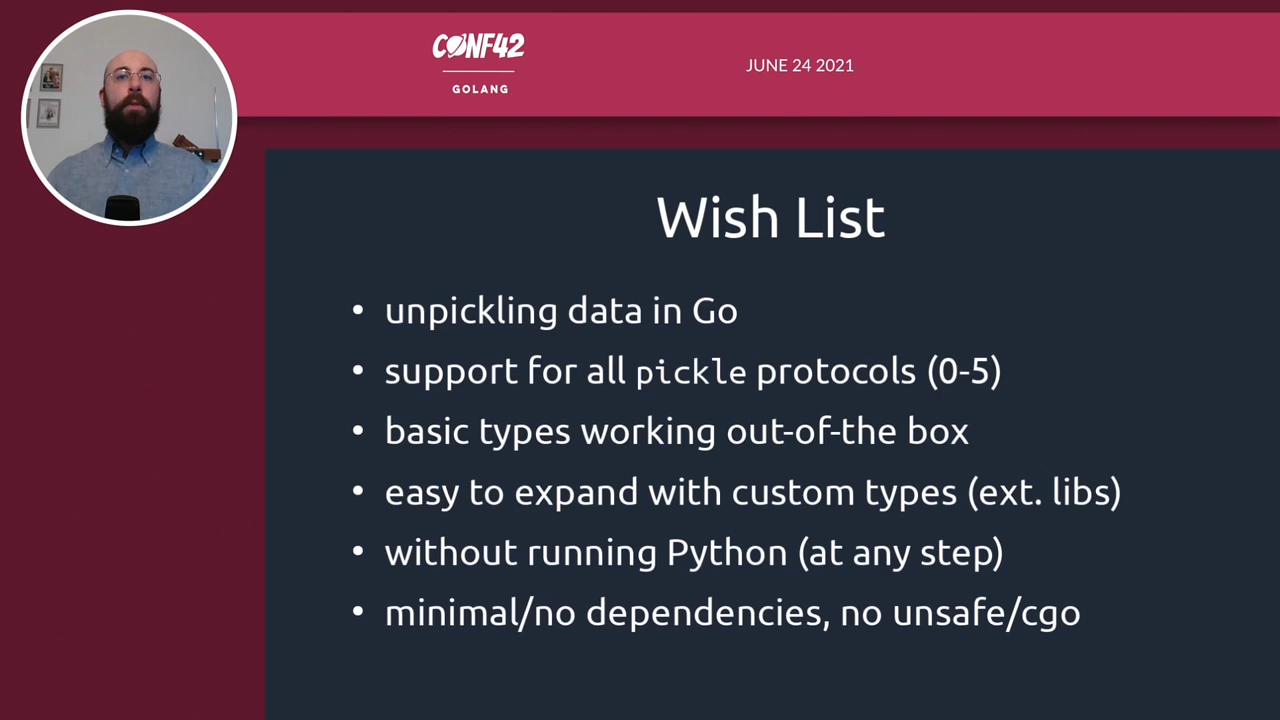 CONF42
GOLANG
JUNE 24 2021
Wish List
• unpickling data in Go
• support for all pickle protocols (0-5)
• basic types working out-of-the box
• easy to expand with custom types (ext. libs)
• without running Python (at any step)
• minimal/no dependencies, no unsafe/cgo